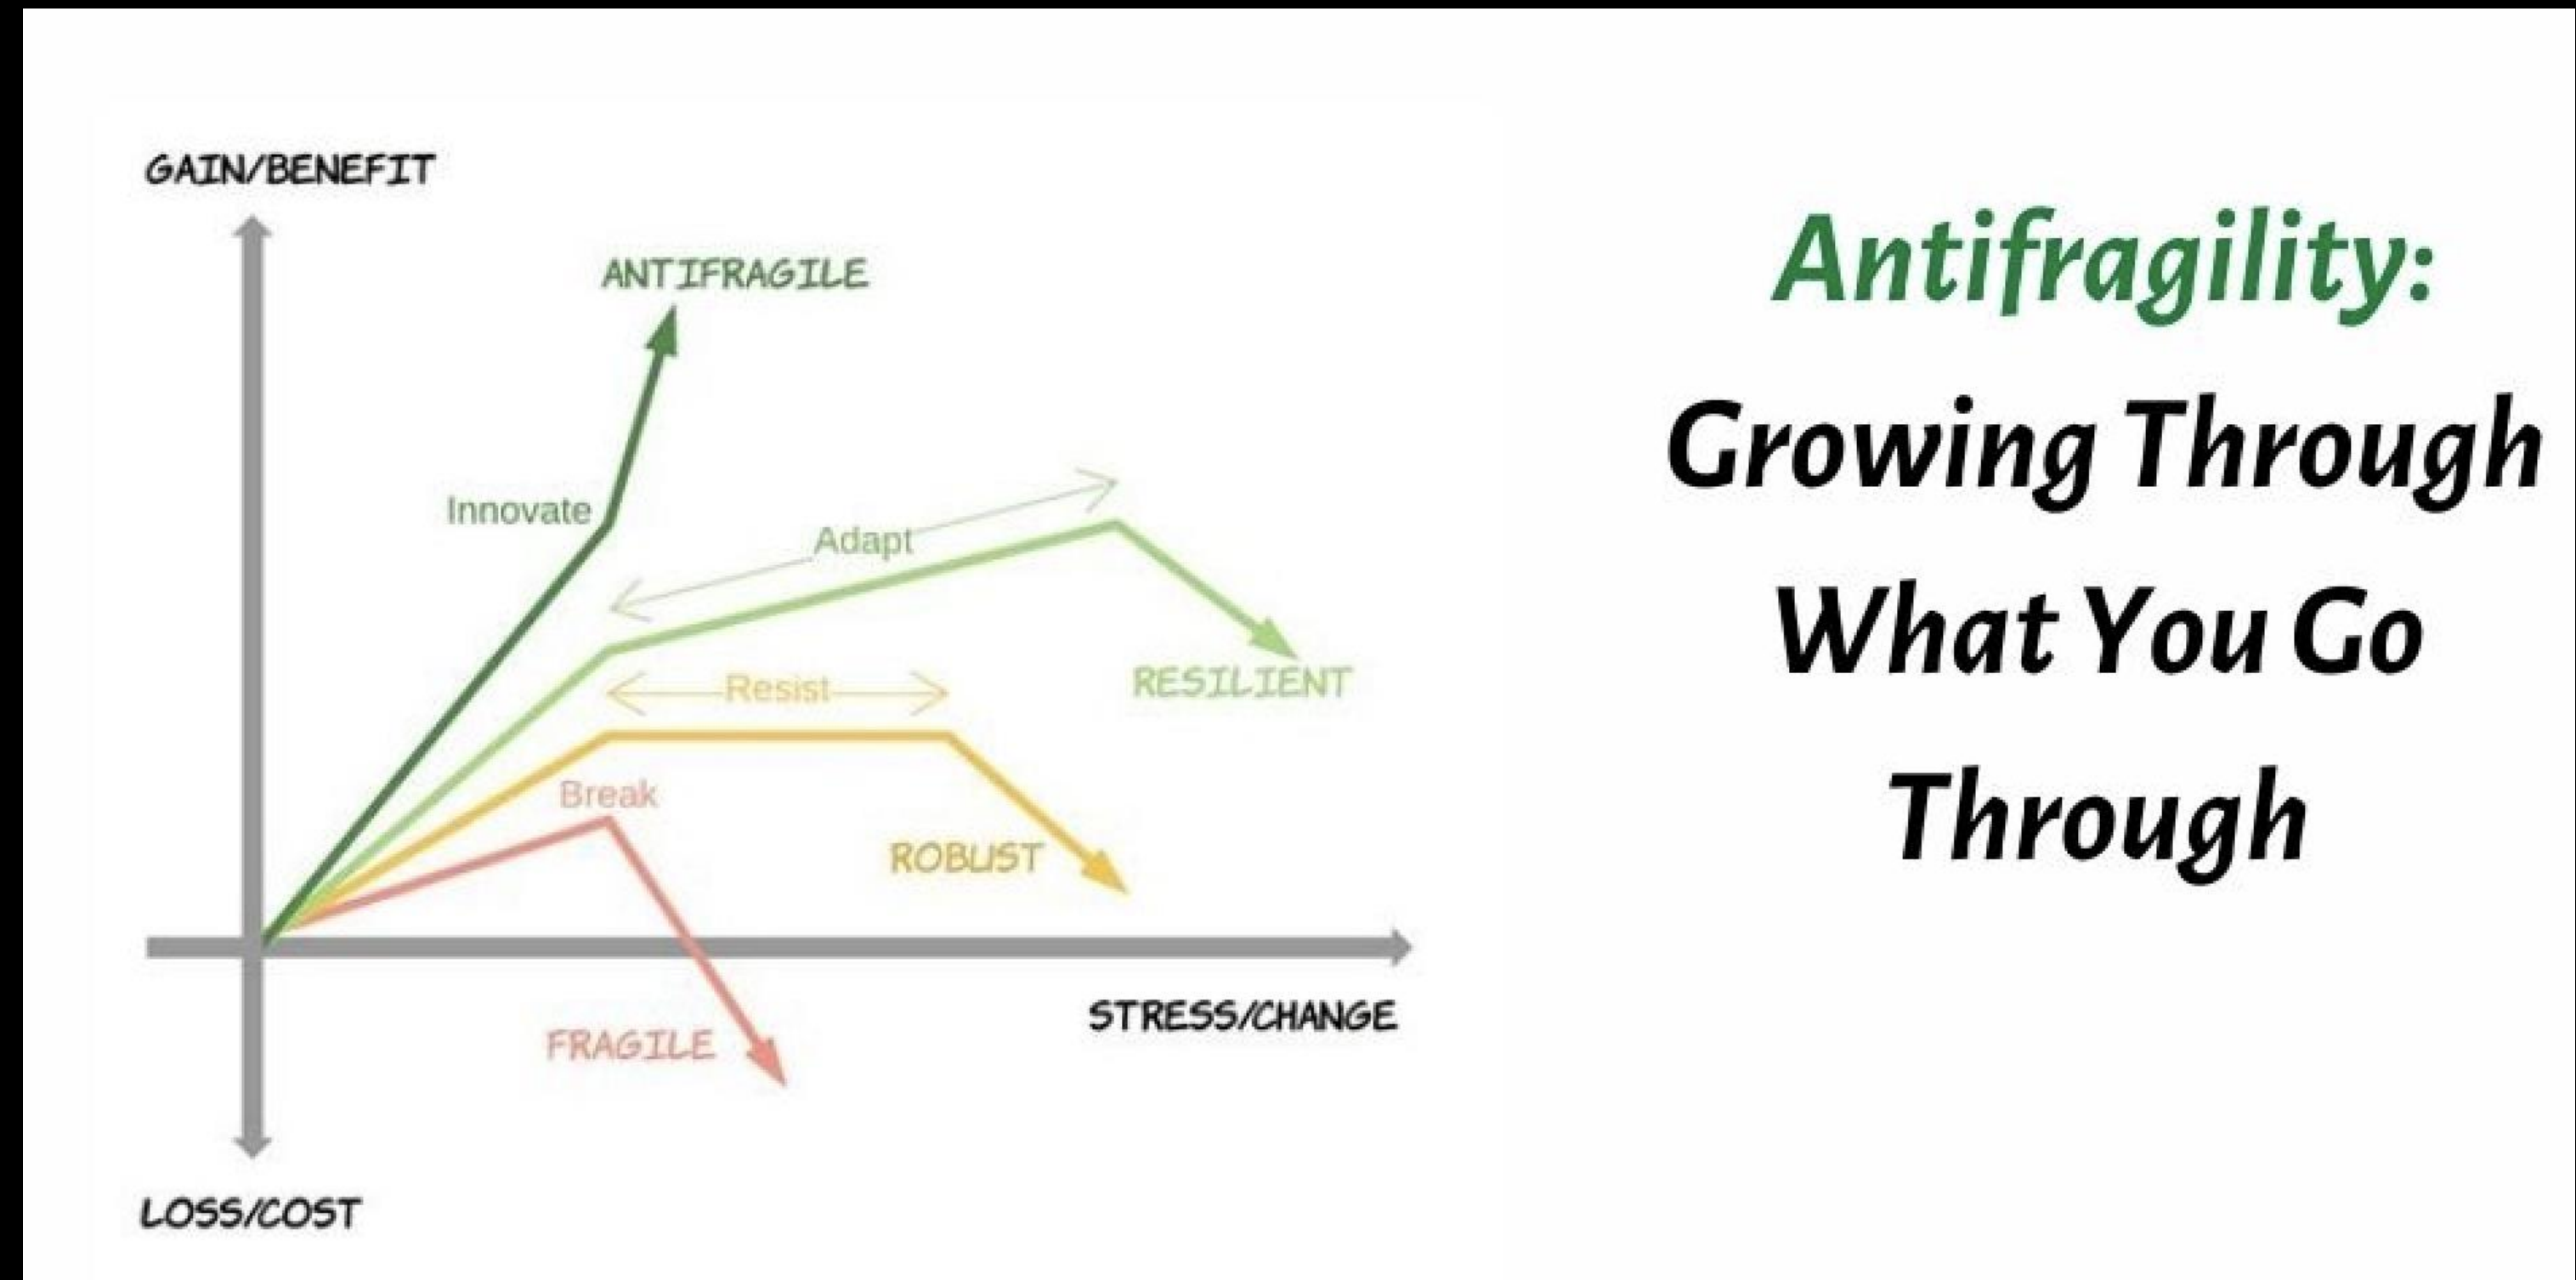 GAIN/BENEFIT
ANTIFRAGILE
Innovate
Adapt
RESILIENT
Resist
Break
ROBUST
STRESS/CHANGE
FRAGILE
LOSS/COST
Antifragility:
Growing Through
What You Go
Through